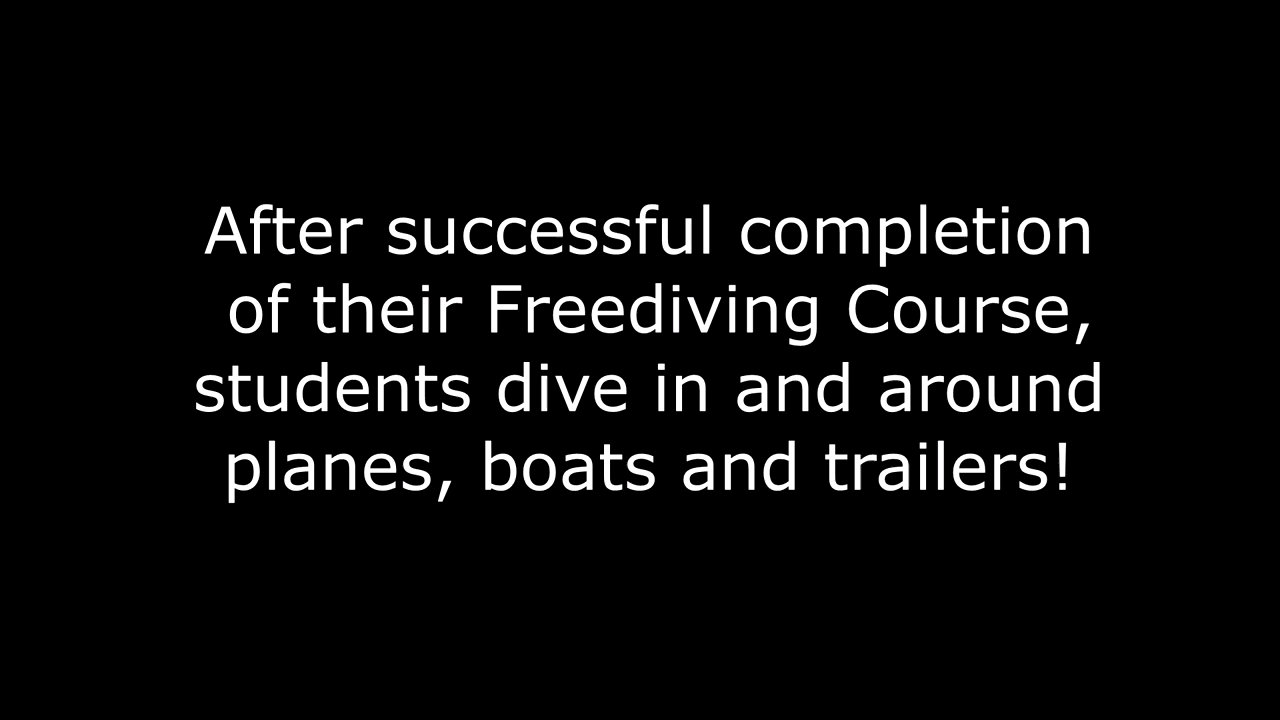 After successful completion
of their Freediving Course,
students dive in and around
planes, boats and trailers!